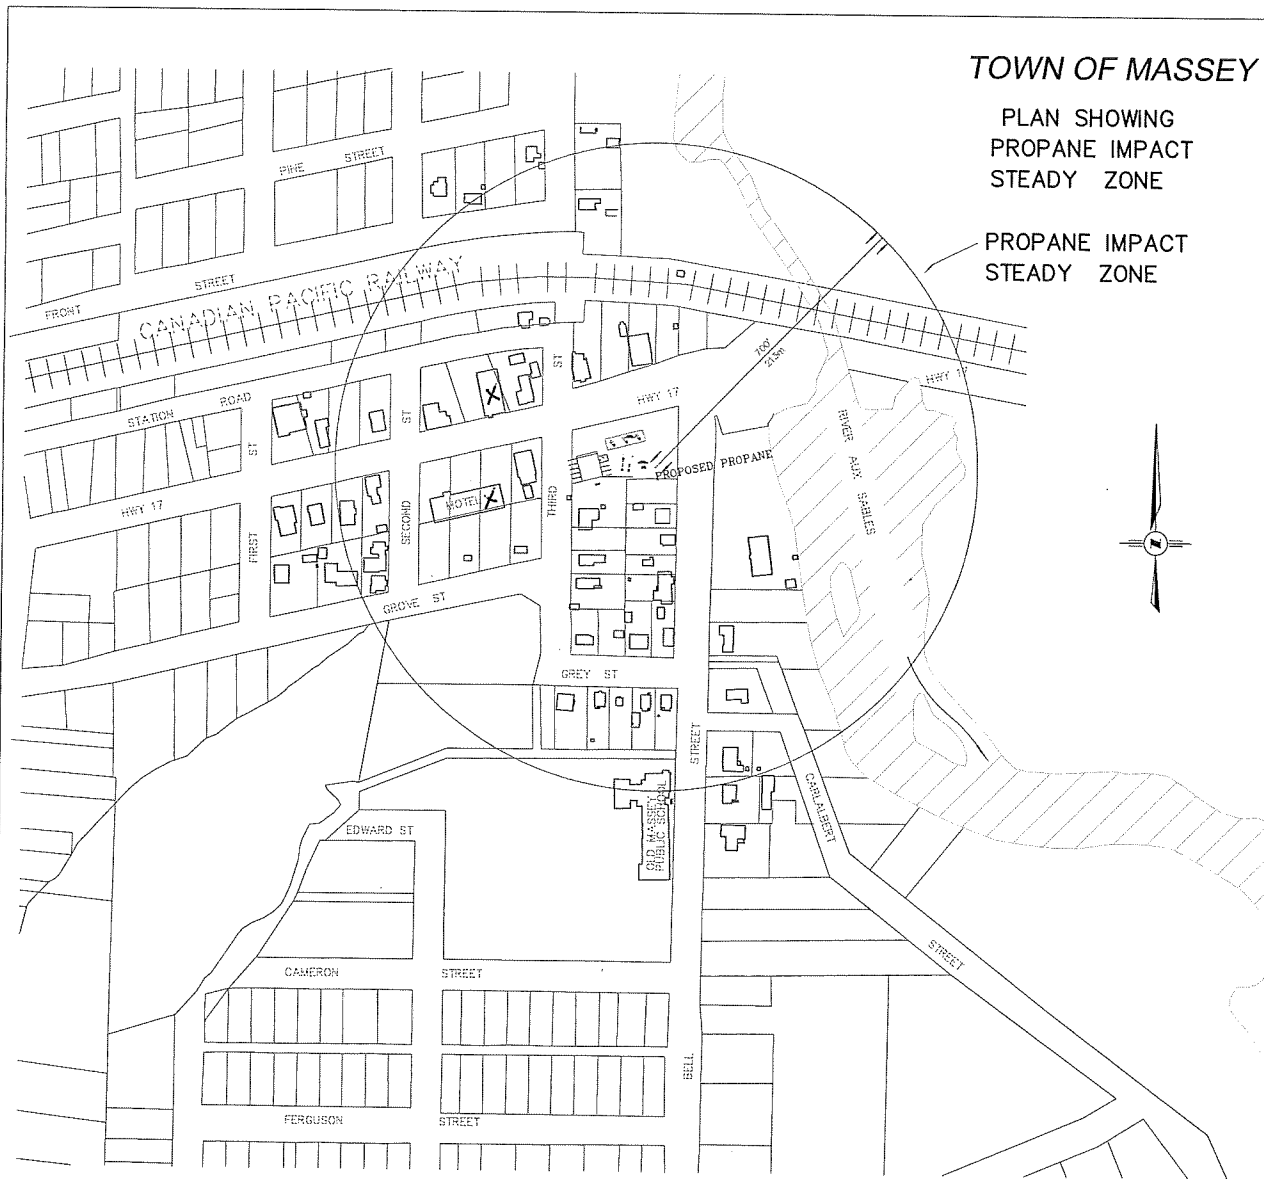 TOWN OF MASSEY
PLAN SHOWING
PROPANE IMPACT
STEADY ZONE
PROPANE IMPACT
STEADY ZONE
PINE STREET
FRONT STREET
CANADIAN PACIFIC RAILWAY
STATION ROAD
HWY 17
HWY 17
HWY 17
700'
213m
ST
ST
ST
FIRST
SECOND
THIRD
MOTEL
PROPOSED PROPANE
RIVER AUX SABLES
GROVE ST
GREY ST
STREET
CARLALBERT
OLD MASSEY
PUBLIC SCHOOL
EDWARD ST
STREET
CAMERON STREET
BELL
FERGUSON STREET